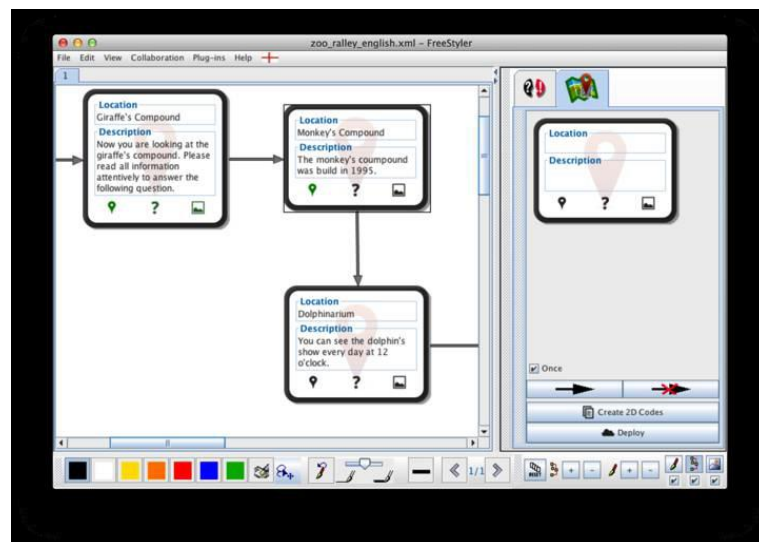 zoo_ralley_english.xml – FreeStyler
File Edit View Collaboration Plug-ins Help
1
Location
Giraffe's Compound
Description
Now you are looking at the
giraffe's compound. Please
read all information
attentively to answer the
following question.
?
Location
Monkey's Compound
Description
The monkey's coumpound
was build in 1995.
?
Location
Dolphinarium
Description
You can see the dolphin's
show every day at 12
o'clock.
?
Location
Description
?
Once
Create 2D Codes
Deploy
1/1
RESET
+ -
+ -